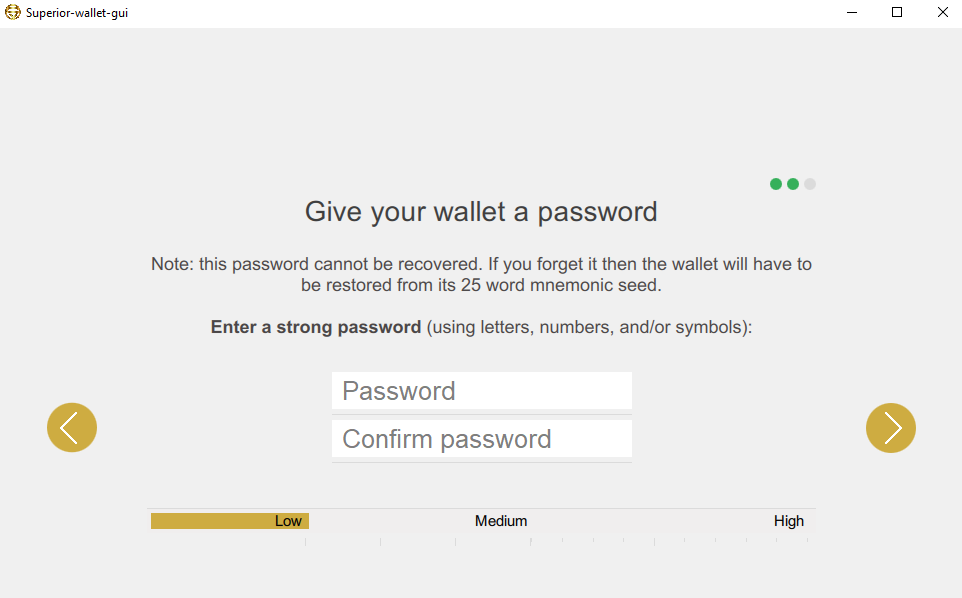 Superior-wallet-gui
Give your wallet a password
Note: this password cannot be recovered. If you forget it then the wallet will have to
be restored from its 25 word mnemonic seed.
Enter a strong password (using letters, numbers, and/or symbols):
Password
Confirm password
Low Medium High